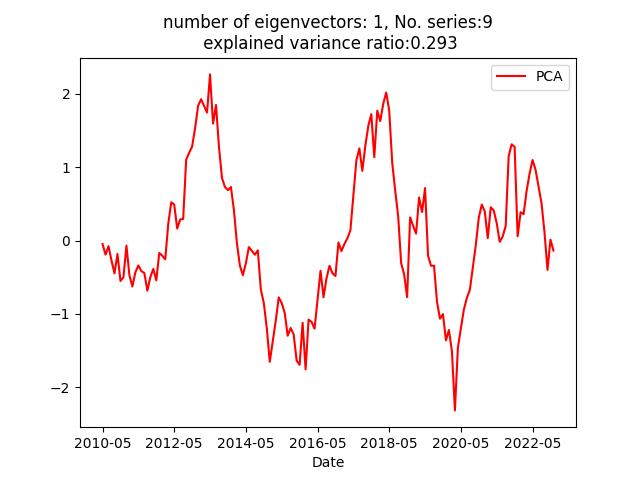 number of eigenvectors: 1, No. series:9
explained variance ratio:0.293
PCA
2
1
0
−1
−2
2010-05 2012-05 2014-05 2016-05 2018-05 2020-05 2022-05
Date